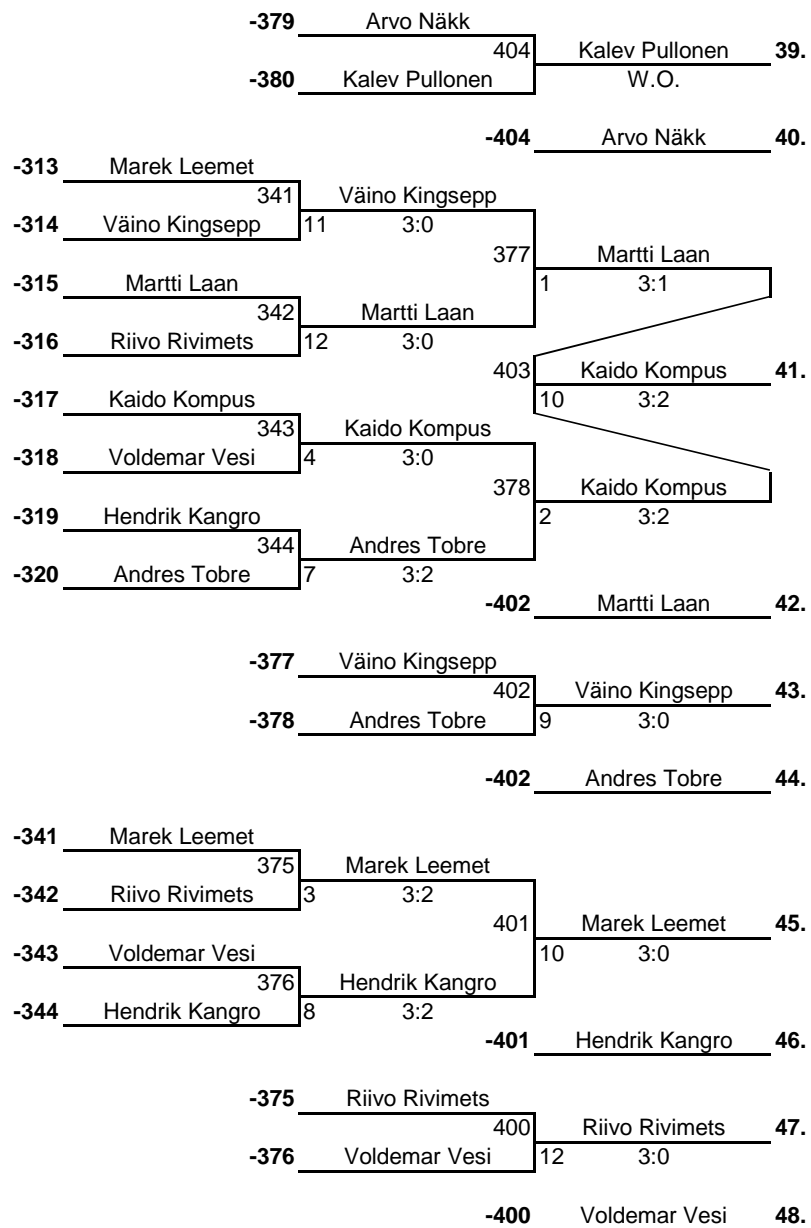 -379 Arvo Näkk
404 Kalev Pullonen 39.
-380 Kalev Pullonen W.O.
-404 Arvo Näkk 40.
-313 Marek Leemet
341 Väino Kingsepp
-314 Väino Kingsepp 11 3:0
377 Martti Laan
-315 Martti Laan 1 3:1
342 Martti Laan
-316 Riivo Rivimets 12 3:0
403 Kaido Kompus 41.
-317 Kaido Kompus 10 3:2
343 Kaido Kompus
-318 Voldemar Vesi 4 3:0
378 Kaido Kompus
-319 Hendrik Kangro 2 3:2
344 Andres Tobre
-320 Andres Tobre 7 3:2
-402 Martti Laan 42.
-377 Väino Kingsepp
402 Väino Kingsepp 43.
-378 Andres Tobre 9 3:0
-402 Andres Tobre 44.
-341 Marek Leemet
375 Marek Leemet
-342 Riivo Rivimets 3 3:2
401 Marek Leemet 45.
-343 Voldemar Vesi 10 3:0
376 Hendrik Kangro
-344 Hendrik Kangro 8 3:2
-401 Hendrik Kangro 46.
-375 Riivo Rivimets
400 Riivo Rivimets 47.
-376 Voldemar Vesi 12 3:0
-400 Voldemar Vesi 48.